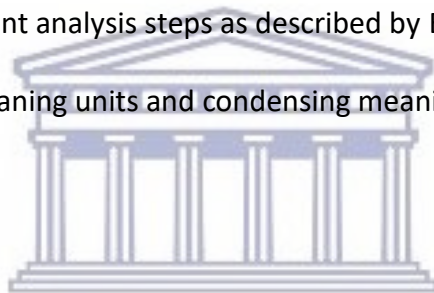 nt analysis steps as described by
aning units and condensing meani